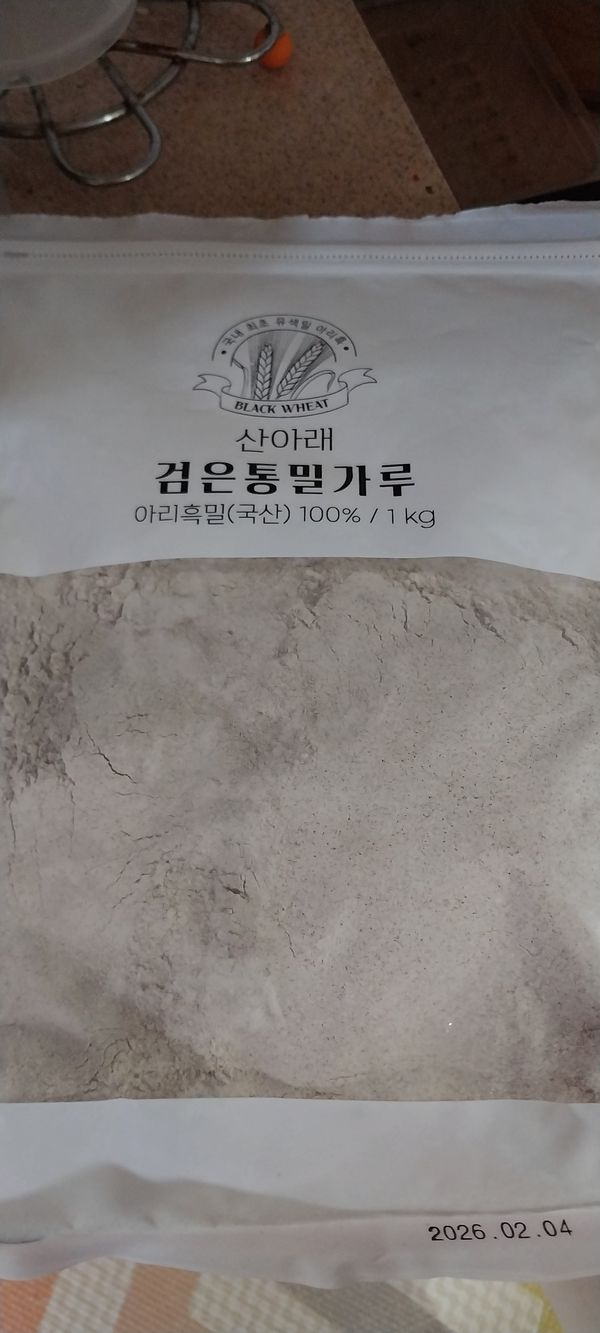 국내 최초 유색밀 아리흑
BLACK WHEAT
산아래
검은통밀가루
아리흑밀(국산) 100% / 1 kg
2026.02.04